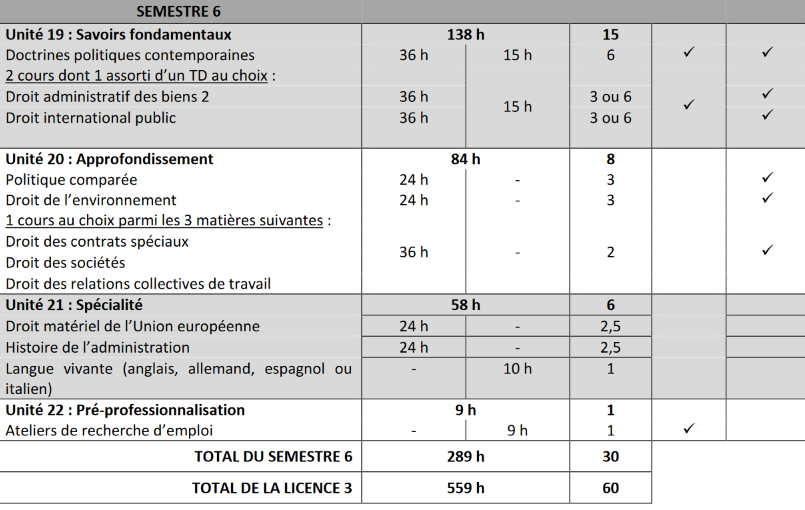 SEMESTRE 6
Unité 19 : Savoirs fondamentaux 138 h 15
Doctrines politiques contemporaines 36 h 15 h 6 ✓ ✓
2 cours dont 1 assorti d’un TD au choix :
Droit administratif des biens 2 36 h 3 ou 6 ✓
15 h ✓
Droit international public 36 h 3 ou 6 ✓
Unité 20 : Approfondissement 84 h 8
Politique comparée 24 h - 3 ✓
Droit de l’environnement 24 h - 3 ✓
1 cours au choix parmi les 3 matières suivantes :
Droit des contrats spéciaux
36 h - 2 ✓
Droit des sociétés
Droit des relations collectives de travail
Unité 21 : Spécialité 58 h 6
Droit matériel de l’Union européenne 24 h - 2,5
Histoire de l’administration 24 h - 2,5
Langue vivante (anglais, allemand, espagnol ou - 10 h 1
italien)
Unité 22 : Pré-professionnalisation 9 h 1
Ateliers de recherche d’emploi - 9 h 1 ✓
TOTAL DU SEMESTRE 6 289 h 30
TOTAL DE LA LICENCE 3 559 h 60